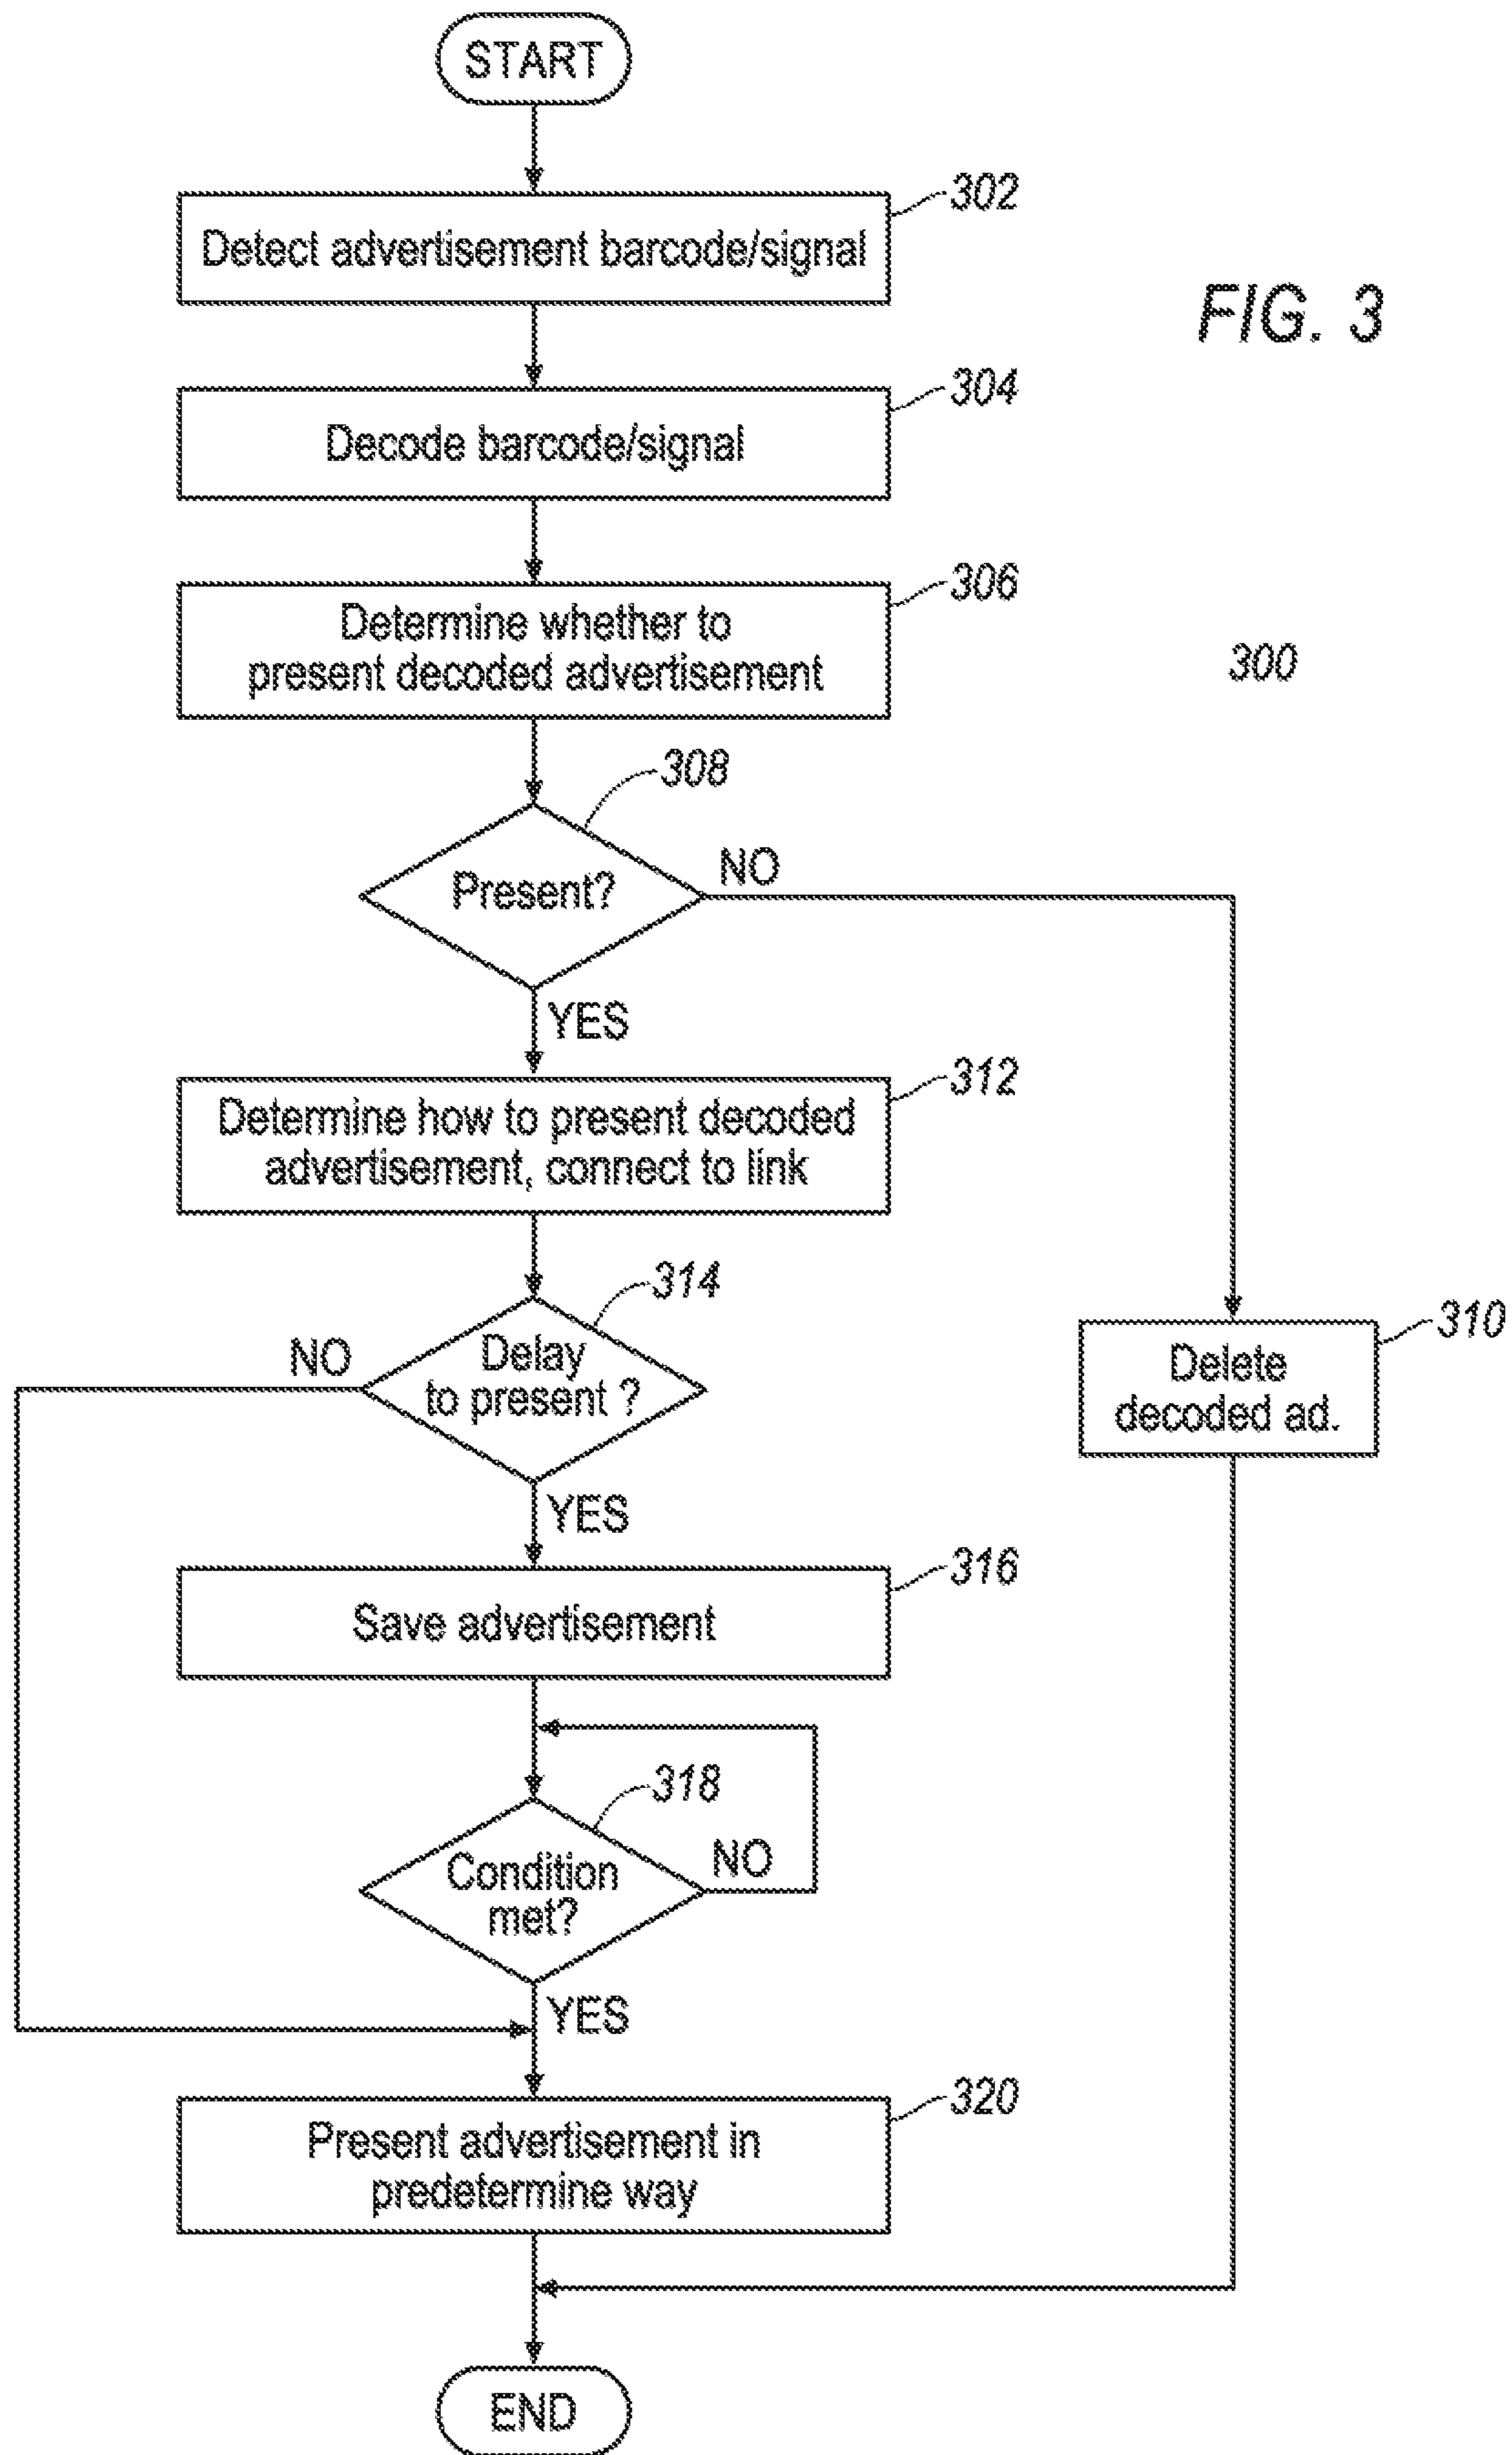 START
302
Detect advertisement barcode/signal
FIG. 3
304
Decode barcode/signal
306
Determine whether to
present decoded advertisement
300
308
Present?
NO
YES
312
Determine how to present decoded
advertisement, connect to link
314
Delay
to present ?
NO
310
Delete
decoded ad.
YES
316
Save advertisement
318
Condition
met?
NO
YES
320
Present advertisement in
predetermine way
END